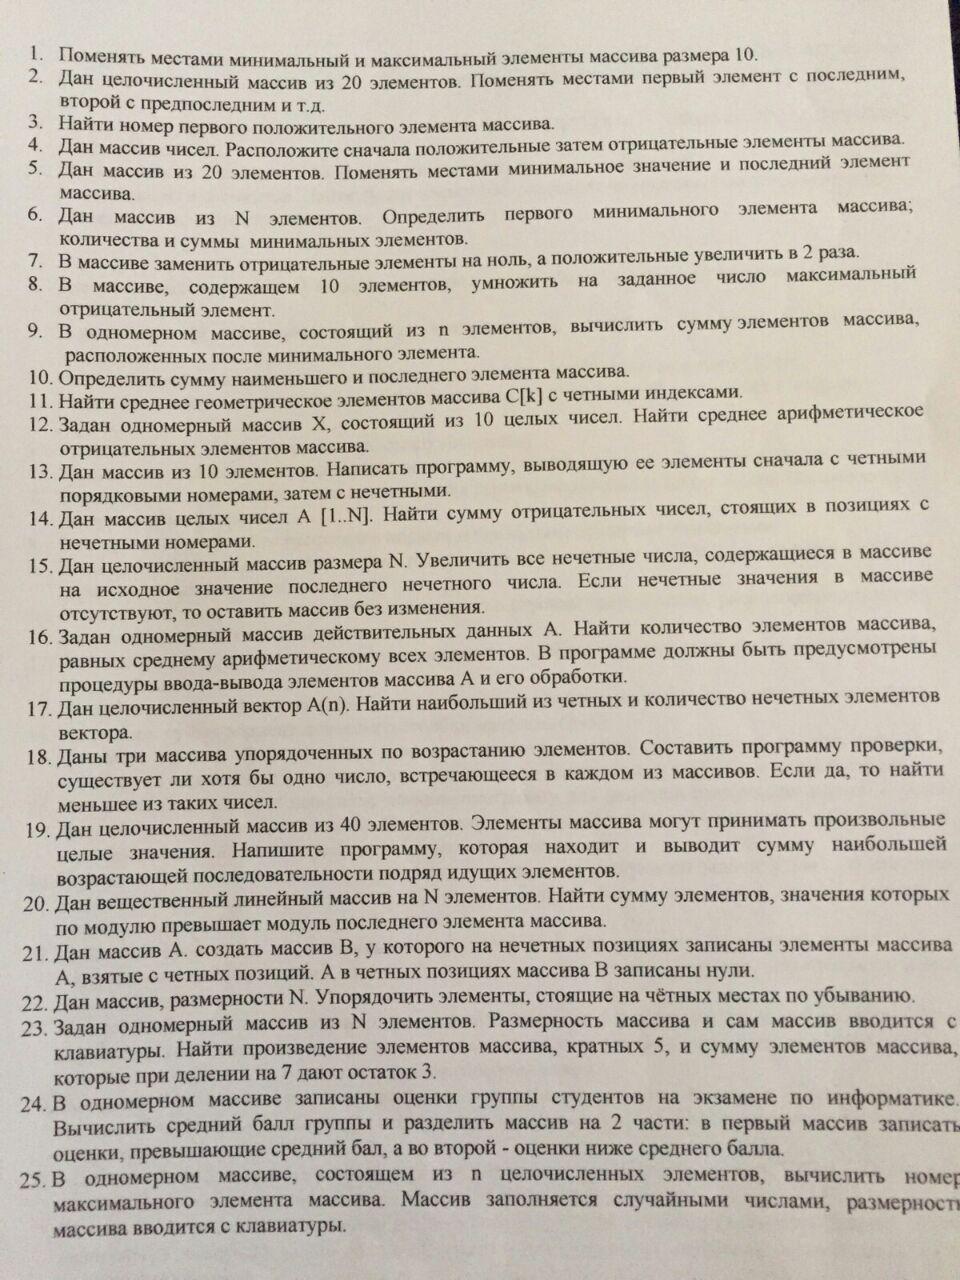 1. Поменять местами минимальный и максимальный элементы массива размера 10.
2. Дан целочисленный массив из 20 элементов. Поменять местами первый элемент с последним,
второй с предпоследним и т.д.
3. Найти номер первого положительного элемента массива.
4. Дан массив чисел. Расположите сначала положительные затем отрицательные элементы массива.
5. Дан массив из 20 элементов. Поменять местами минимальное значение и последний элемент
массива.
6. Дан массив из N элементов. Определить первого минимального элемента массива;
количества и суммы минимальных элементов.
7. В массиве заменить отрицательные элементы на ноль, а положительные увеличить в 2 раза.
8. В массиве, содержащем 10 элементов, умножить на заданное число максимальный
отрицательный элемент.
9. В одномерном массиве, состоящий из n элементов, вычислить сумму элементов массива,
расположенных после минимального элемента.
10. Определить сумму наименьшего и последнего элемента массива.
11. Найти среднее геометрическое элементов массива C[k] с четными индексами.
12. Задан одномерный массив X, состоящий из 10 целых чисел. Найти среднее арифметическое
отрицательных элементов массива.
13. Дан массив из 10 элементов. Написать программу, выводящую ее элементы сначала с четными
порядковыми номерами, затем с нечетными.
14. Дан массив целых чисел A [1..N]. Найти сумму отрицательных чисел, стоящих в позициях с
нечетными номерами.
15. Дан целочисленный массив размера N. Увеличить все нечетные числа, содержащиеся в массиве
на исходное значение последнего нечетного числа. Если нечетные значения в массиве
отсутствуют, то оставить массив без изменения.
16. Задан одномерный массив действительных данных A. Найти количество элементов массива,
равных среднему арифметическому всех элементов. В программе должны быть предусмотрены
процедуры ввода-вывода элементов массива A и его обработки.
17. Дан целочисленный вектор A(n). Найти наибольший из четных и количество нечетных элементов
вектора.
18. Даны три массива упорядоченных по возрастанию элементов. Составить программу проверки,
существует ли хотя бы одно число, встречающееся в каждом из массивов. Если да, то найти
меньшее из таких чисел.
19. Дан целочисленный массив из 40 элементов. Элементы массива могут принимать произвольные
целые значения. Напишите программу, которая находит и выводит сумму наибольшей
возрастающей последовательности подряд идущих элементов.
20. Дан вещественный линейный массив на N элементов. Найти сумму элементов, значения которых
по модулю превышает модуль последнего элемента массива.
21. Дан массив A. создать массив B, у которого на нечетных позициях записаны элементы массива
A, взятые с четных позиций. А в четных позициях массива B записаны нули.
22. Дан массив, размерности N. Упорядочить элементы, стоящие на чётных местах по убыванию.
23. Задан одномерный массив из N элементов. Размерность массива и сам массив вводится с
клавиатуры. Найти произведение элементов массива, кратных 5, и сумму элементов массива,
которые при делении на 7 дают остаток 3.
24. В одномерном массиве записаны оценки группы студентов на экзамене по информатике.
Вычислить средний балл группы и разделить массив на 2 части: в первый массив записать
оценки, превышающие средний бал, а во второй - оценки ниже среднего балла.
25. В одномерном массиве, состоящем из n целочисленных элементов, вычислить номер
максимального элемента массива. Массив заполняется случайными числами, размерность
массива вводится с клавиатуры.